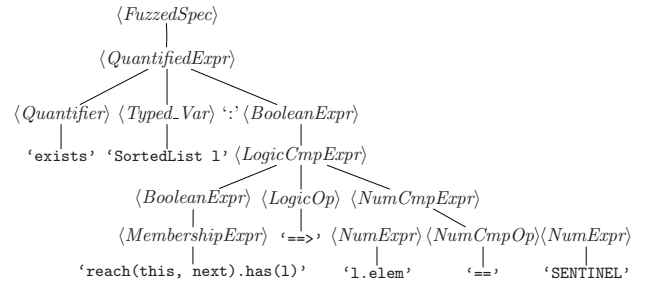 ⟨FuzzedSpec⟩
⟨QuantifiedExpr⟩
⟨Quantifier⟩ ⟨Typed_Var⟩ ‘:’ ⟨BooleanExpr⟩
‘exists’ ‘SortedList l’ ⟨LogicCmpExpr⟩
⟨BooleanExpr⟩ ⟨LogicOp⟩ ⟨NumCmpExpr⟩
⟨MembershipExpr⟩ ‘==>’ ⟨NumExpr⟩ ⟨NumCmpOp⟩ ⟨NumExpr⟩
‘reach(this, next).has(l)’ ‘l.elem’ ‘==’ ‘SENTINEL’